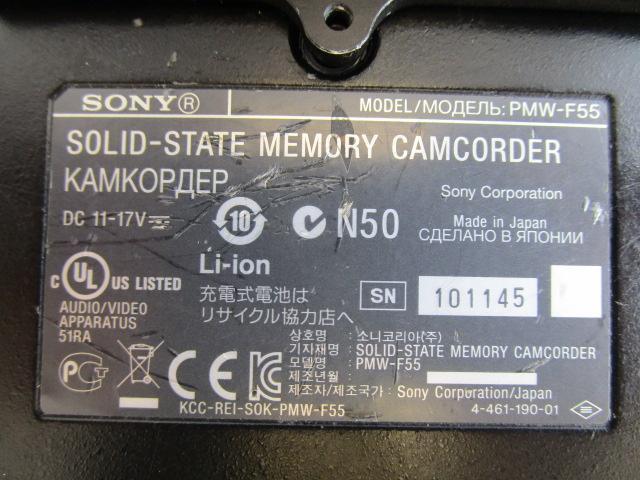 SONY® MODEL/МОДЕЛЬ: PMW-F55
SOLID-STATE MEMORY CAMCORDER
КАМКОРДЕР
Sony Corporation
DC 11-17V
10
N50
Made in Japan
СДЕЛАНО В ЯПОНИИ
Li-ion
C UL US LISTED
充電式電池は
リサイクル協力店へ
SN 101145
AUDIO/VIDEO
APPARATUS
51RA
상호명 : 소니코리아(주)
기자재명 : SOLID-STATE MEMORY CAMCORDER
모델명 : PMW-F55
제조년월 :
제조자/제조국가 : Sony Corporation/Japan
CE
KCC-REI-SOK-PMW-F55
4-461-190-01